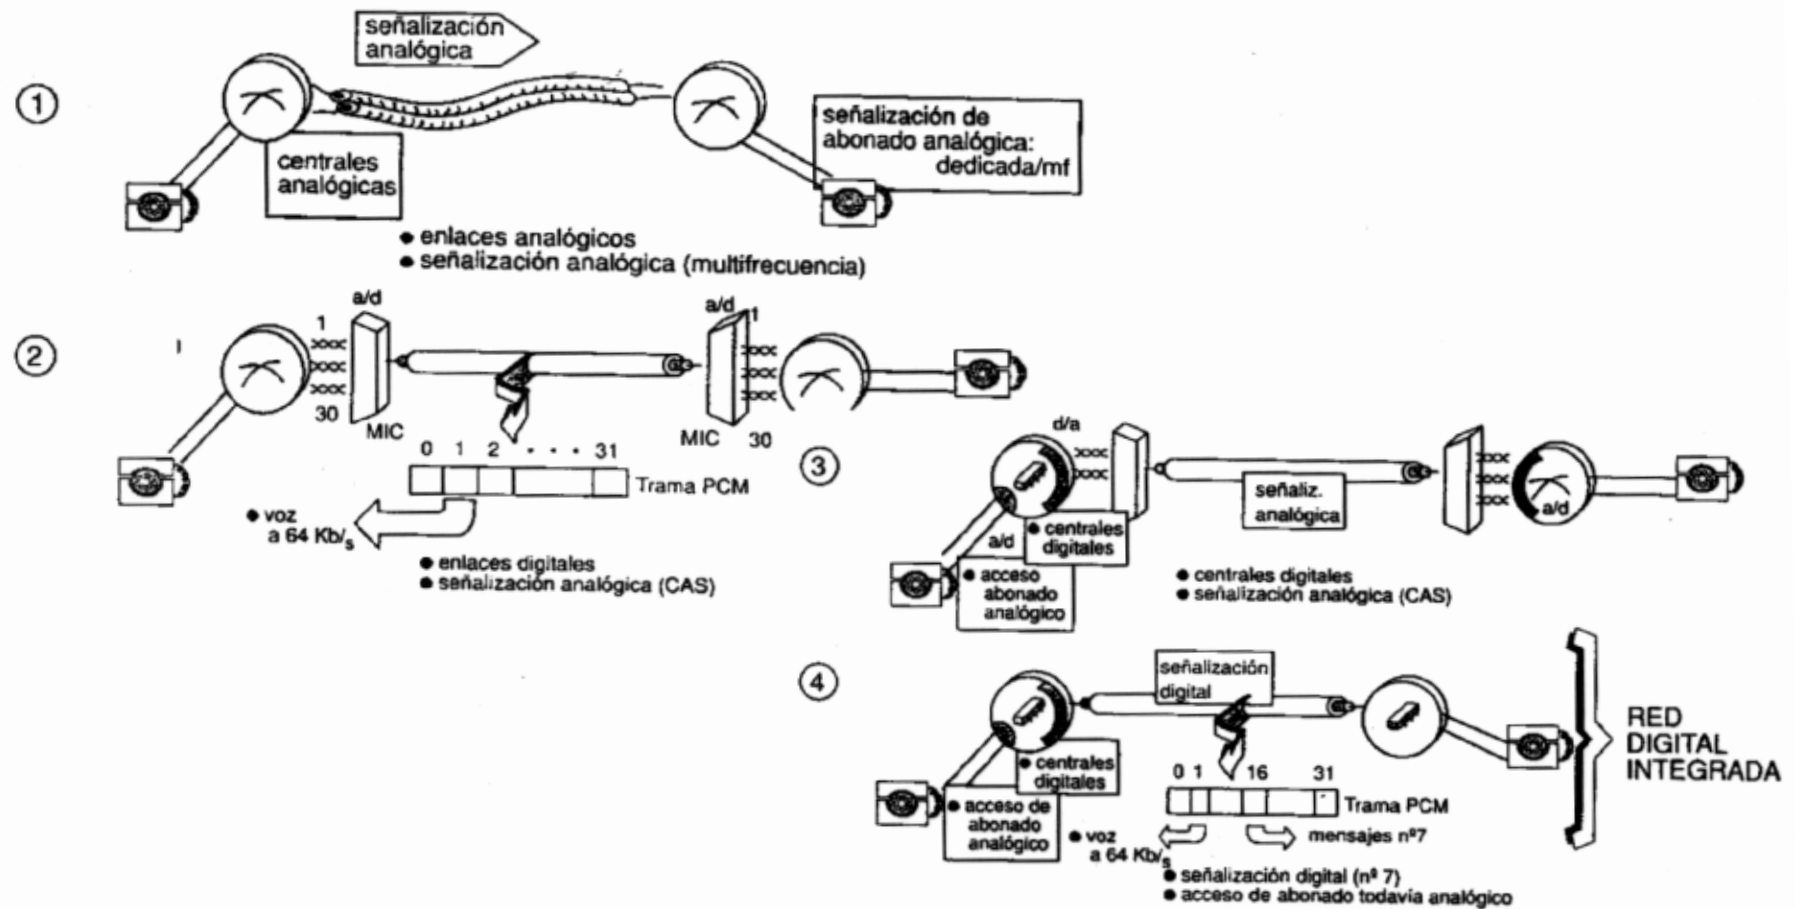 1
señalización
analógica
centrales
analógicas
señalización de
abonado analógica:
dedicada/mf
● enlaces analógicos
● señalización analógica (multifrecuencia)
2
a/d
1
30
MIC
a/d
1
MIC
30
0 1 2 · · · 31
Trama PCM
● voz
a 64 Kb/s
● enlaces digitales
● señalización analógica (CAS)
3
d/a
señaliz.
analógica
a/d
● centrales
digitales
a/d
● acceso
abonado
analógico
● centrales digitales
● señalización analógica (CAS)
4
señalización
digital
● centrales
digitales
● acceso de
abonado
analógico
0 1 16 31
Trama PCM
● voz
a 64 Kb/s
mensajes nº7
● señalización digital (nº 7)
● acceso de abonado todavía analógico
RED
DIGITAL
INTEGRADA